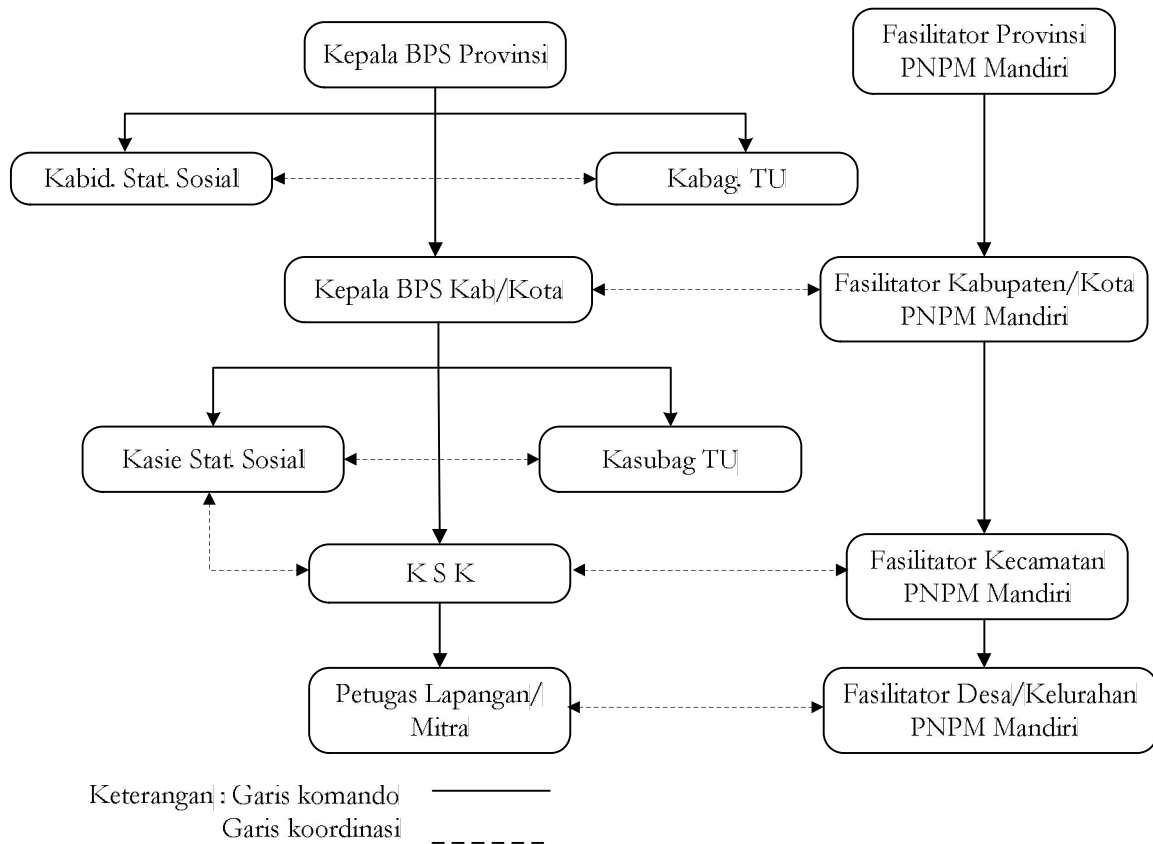 Kepala BPS Provinsi
Fasilitator Provinsi
PNPM Mandiri
Kabid. Stat. Sosial
Kabag. TU
Kepala BPS Kab/Kota
Fasilitator Kabupaten/Kota
PNPM Mandiri
Kasie Stat. Sosial
Kasubag TU
K S K
Fasilitator Kecamatan
PNPM Mandiri
Petugas Lapangan/
Mitra
Fasilitator Desa/Kelurahan
PNPM Mandiri
Keterangan : Garis komando
Garis koordinasi